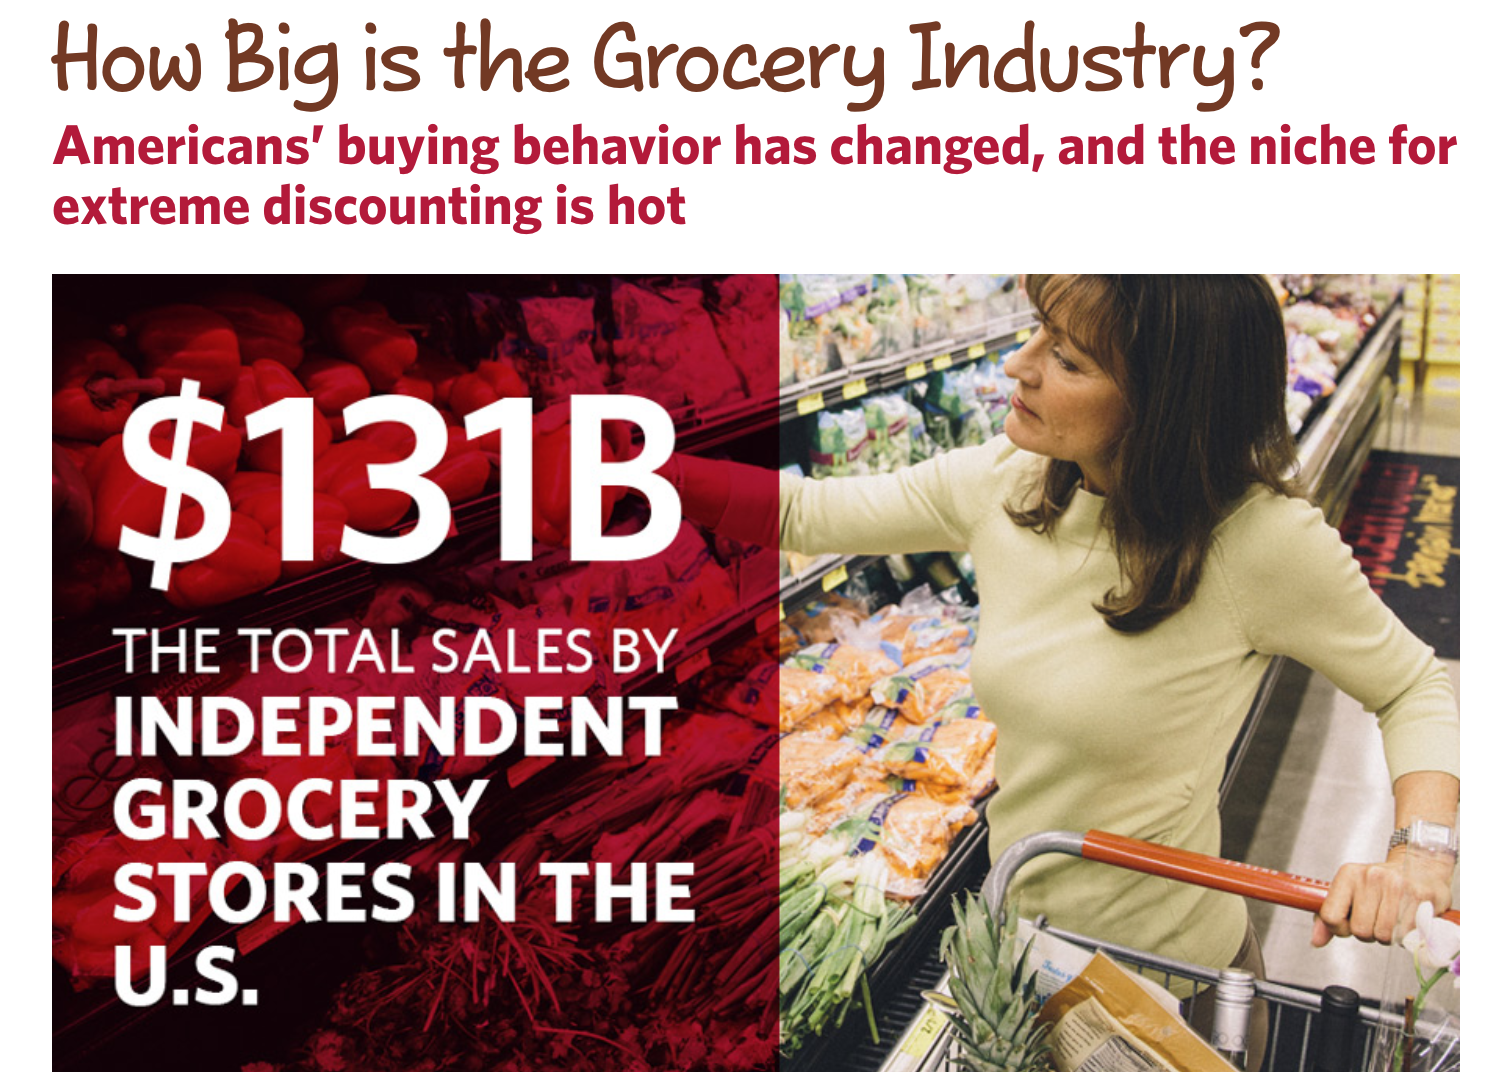 How Big is the Grocery Industry?
Americans’ buying behavior has changed, and the niche for
extreme discounting is hot
$131B
THE TOTAL SALES BY
INDEPENDENT
GROCERY
STORES IN THE
U.S.